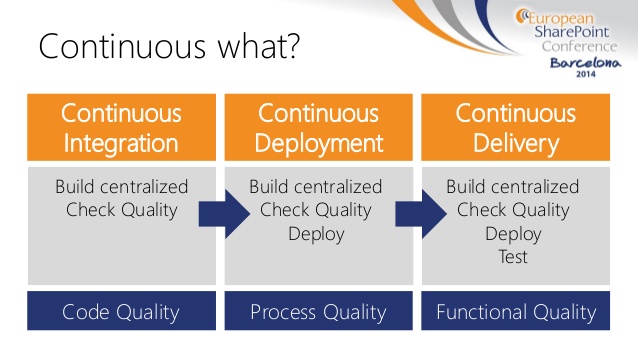 Continuous what?
European
SharePoint
Conference
Barcelona
2014
Continuous
Integration
Build centralized
Check Quality
Code Quality
Continuous
Deployment
Build centralized
Check Quality
Deploy
Process Quality
Continuous
Delivery
Build centralized
Check Quality
Deploy
Test
Functional Quality